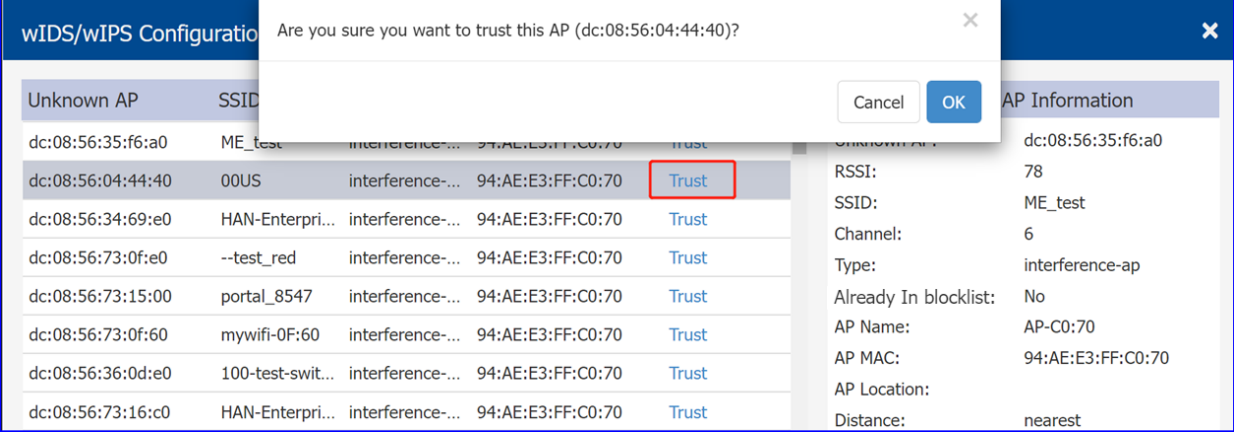 wIDS/wIPS Configuratio
Are you sure you want to trust this AP (dc:08:56:04:44:40)?
×
×
Cancel
OK
Unknown AP SSID
dc:08:56:35:f6:a0 ME_test interference-... 94:AE:E3:FF:C0:70 Trust
dc:08:56:04:44:40 00US interference-... 94:AE:E3:FF:C0:70 Trust
dc:08:56:34:69:e0 HAN-Enterpri... interference-... 94:AE:E3:FF:C0:70 Trust
dc:08:56:73:0f:e0 --test_red interference-... 94:AE:E3:FF:C0:70 Trust
dc:08:56:73:15:00 portal_8547 interference-... 94:AE:E3:FF:C0:70 Trust
dc:08:56:73:0f:60 mywifi-0F:60 interference-... 94:AE:E3:FF:C0:70 Trust
dc:08:56:36:0d:e0 100-test-swit... interference-... 94:AE:E3:FF:C0:70 Trust
dc:08:56:73:16:c0 HAN-Enterpri... interference-... 94:AE:E3:FF:C0:70 Trust
AP Information
Unknown AP: dc:08:56:35:f6:a0
RSSI: 78
SSID: ME_test
Channel: 6
Type: interference-ap
Already In blocklist: No
AP Name: AP-C0:70
AP MAC: 94:AE:E3:FF:C0:70
AP Location:
Distance: nearest